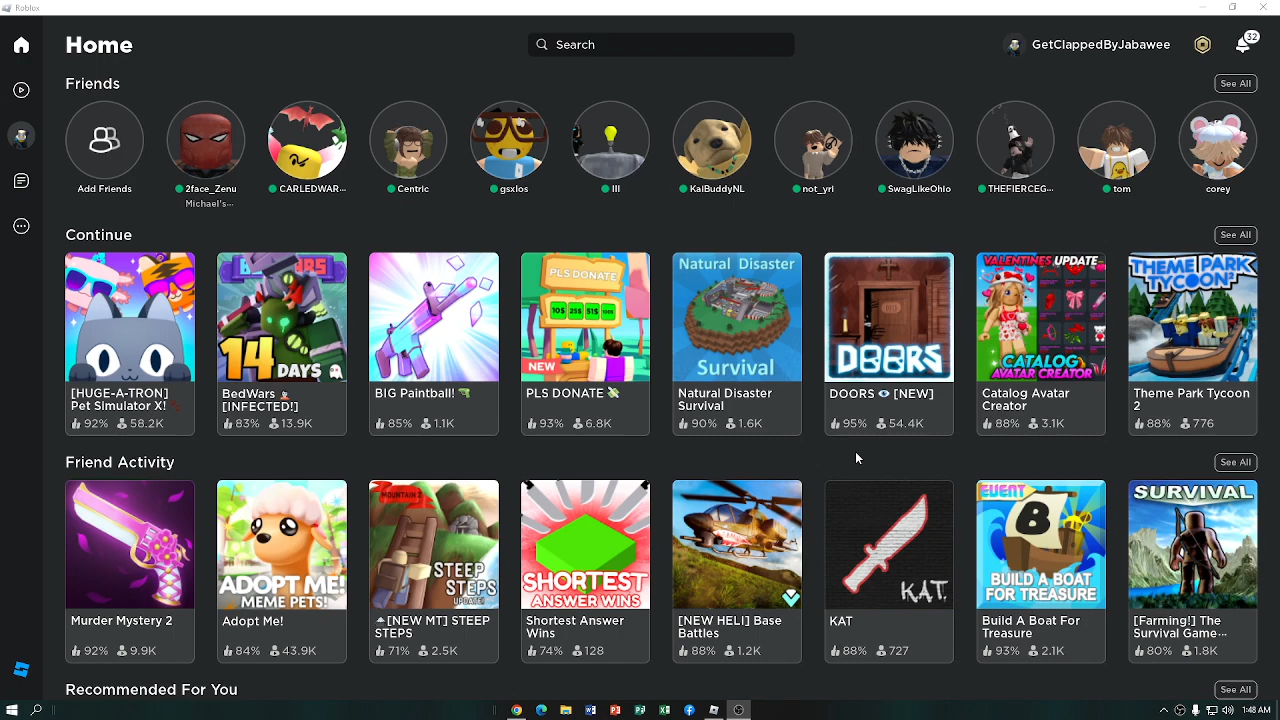 Roblox
Home
Search
GetClappedByJabawee
32
Friends
See All
Add Friends
2face_Zenu
Michael's...
CARLEDWAR...
Centric
gsxlos
KaiBuddyNL
not_yrl
SwagLikeOhio
THEFIERCEG...
tom
corey
Continue
See All
14
DAYS
PLS DONATE
10$ 25$ 51$ 100$
NEW
Natural Disaster
Survival
DOORS
VALENTINES UPDATE
CATALOG
AVATAR CREATOR
THEME PARK
TYCOON 2
[HUGE-A-TRON]
Pet Simulator X!
92% 58.2K
BedWars
[INFECTED!]
83% 13.9K
BIG Paintball!
85% 1.1K
PLS DONATE
93% 6.8K
Natural Disaster
Survival
90% 1.6K
DOORS [NEW]
95% 54.4K
Catalog Avatar
Creator
88% 3.1K
Theme Park Tycoon
2
88% 776
Friend Activity
See All
ADOPT ME!
MEME PETS!
MOUNTAIN 2
STEEP
STEPS
UPDATE!
SHORTEST
ANSWER WINS
K.A.T.
EVENT
B
BUILD A BOAT
FOR TREASURE
SURVIVAL
Murder Mystery 2
92% 9.9K
Adopt Me!
84% 43.9K
[NEW MT] STEEP
STEPS
71% 2.5K
Shortest Answer
Wins
74% 128
[NEW HELI] Base
Battles
88% 1.2K
KAT
88% 727
Build A Boat For
Treasure
93% 2.1K
[Farming!] The
Survival Game...
80% 1.8K
Recommended For You
See All
1:48 AM